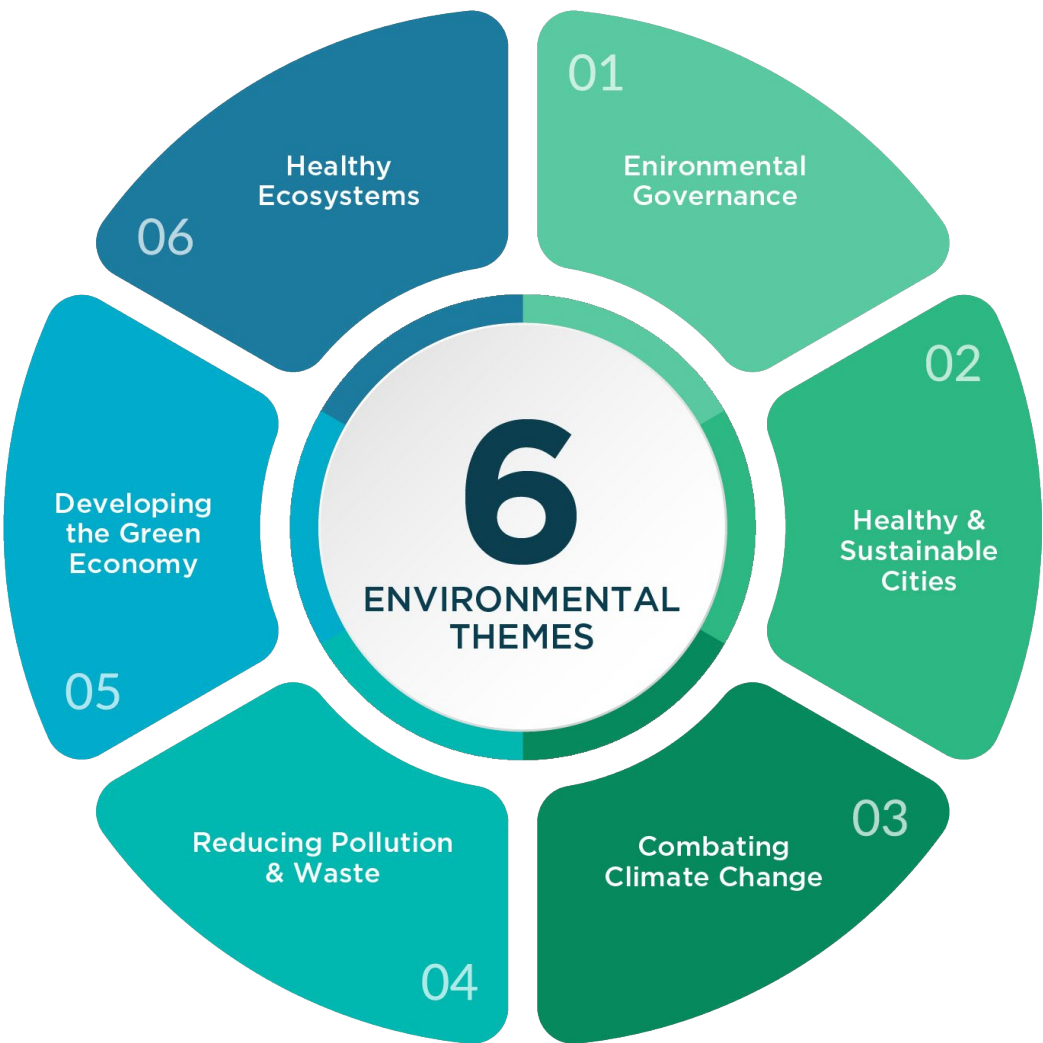 01
Enironmental
Governance
02
Healthy &
Sustainable
Cities
03
Combating
Climate Change
04
Reducing Pollution
& Waste
05
Developing
the Green
Economy
06
Healthy
Ecosystems
6
ENVIRONMENTAL
THEMES